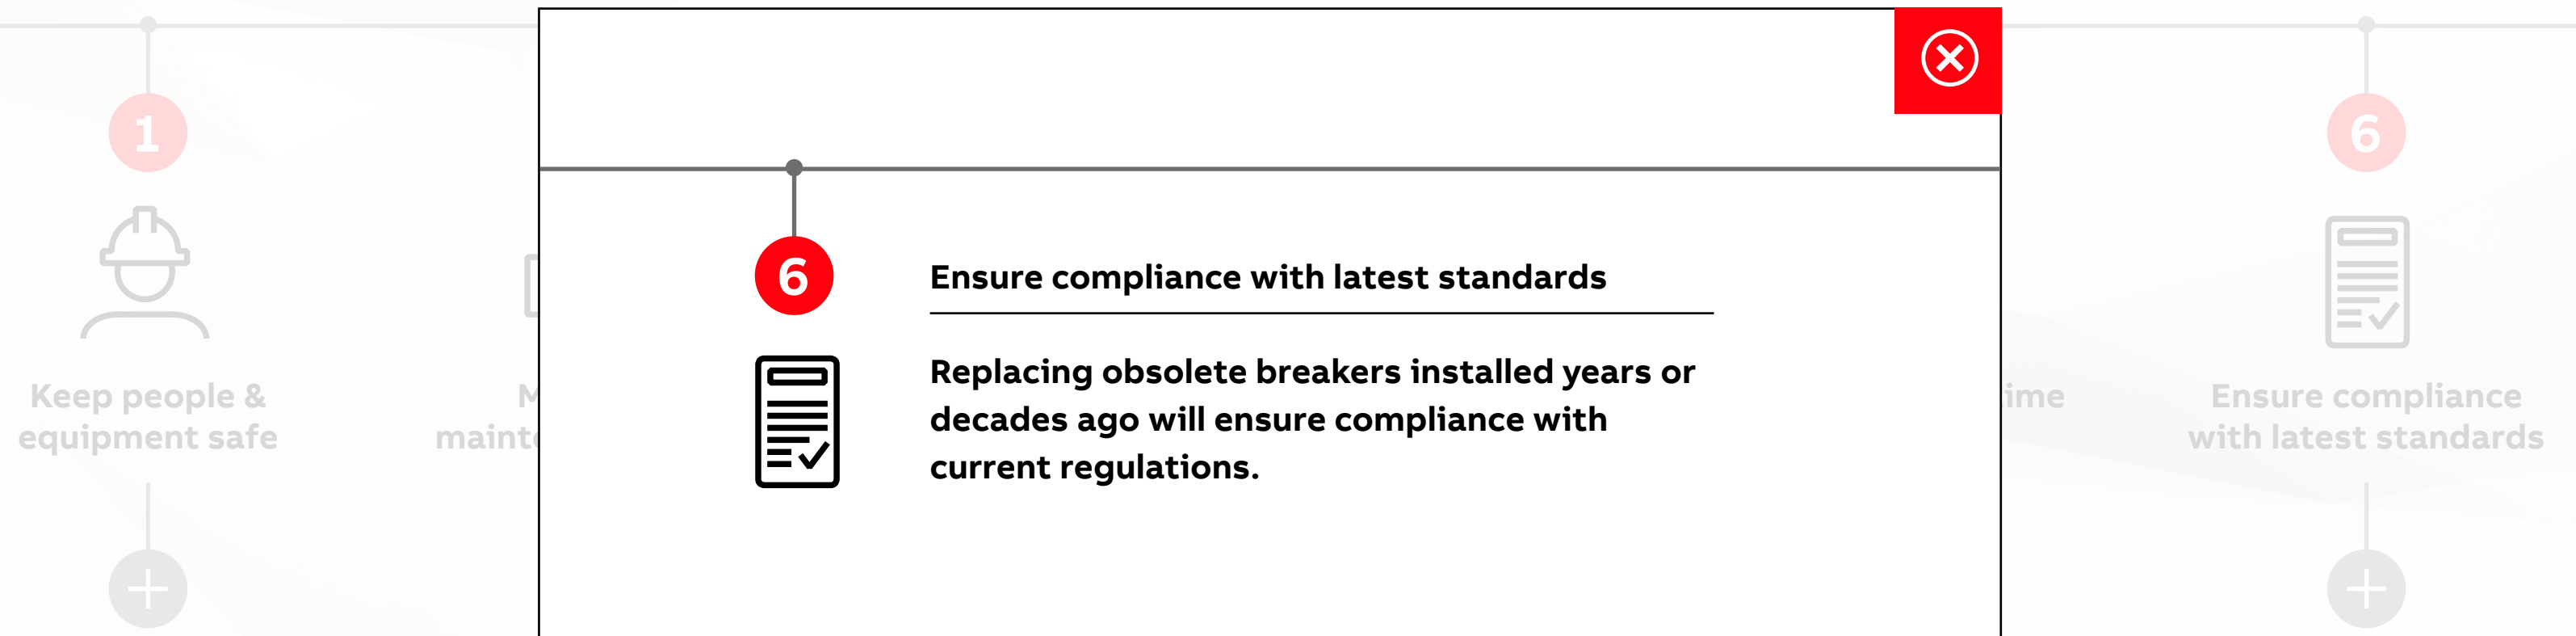 1
Keep people &
equipment safe
6
Ensure compliance with latest standards
Replacing obsolete breakers installed years or
decades ago will ensure compliance with
current regulations.
6
Ensure compliance
with latest standards